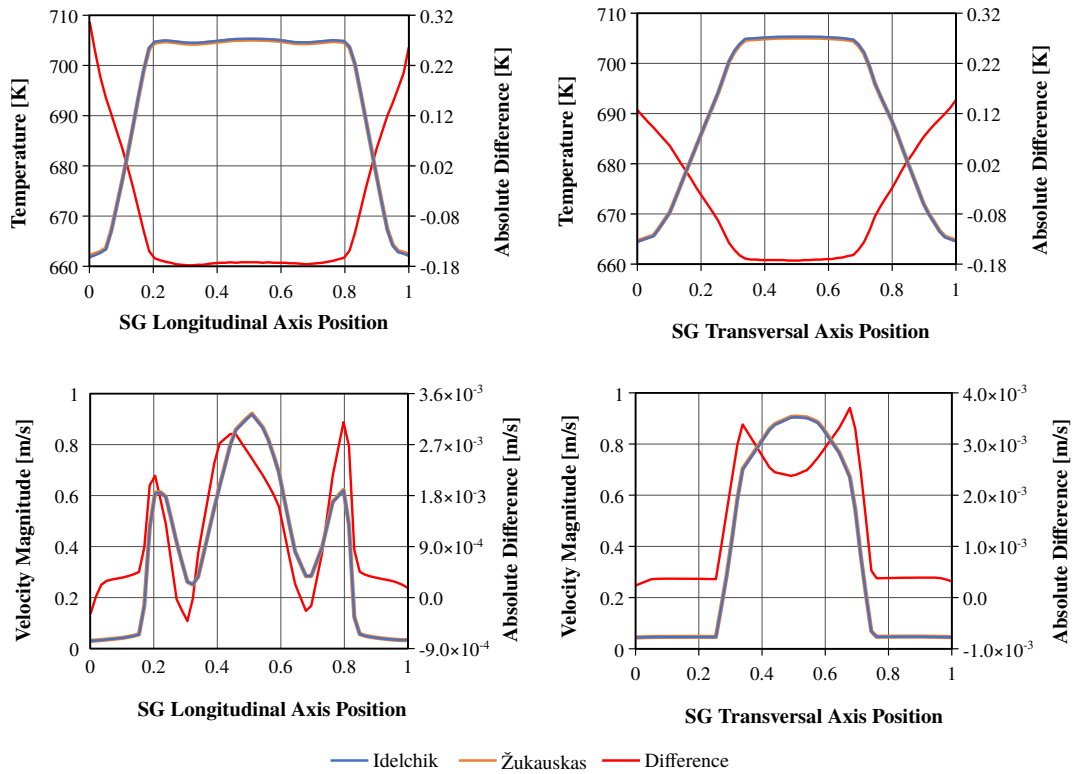 710
700
690
680
670
660
Temperature [K]
0.32
0.22
0.12
0.02
-0.08
-0.18
Absolute Difference [K]
0 0.2 0.4 0.6 0.8 1
SG Longitudinal Axis Position
710
700
690
680
670
660
Temperature [K]
0.32
0.22
0.12
0.02
-0.08
-0.18
Absolute Difference [K]
0 0.2 0.4 0.6 0.8 1
SG Transversal Axis Position
1
0.8
0.6
0.4
0.2
0
Velocity Magnitude [m/s]
3.6×10⁻³
2.7×10⁻³
1.8×10⁻³
9.0×10⁻⁴
0.0
-9.0×10⁻⁴
Absolute Difference [m/s]
0 0.2 0.4 0.6 0.8 1
SG Longitudinal Axis Position
1
0.8
0.6
0.4
0.2
0
Velocity Magnitude [m/s]
4.0×10⁻³
3.0×10⁻³
2.0×10⁻³
1.0×10⁻³
0.0
-1.0×10⁻³
Absolute Difference [m/s]
0 0.2 0.4 0.6 0.8 1
SG Transversal Axis Position
Idelchik Žukauskas Difference